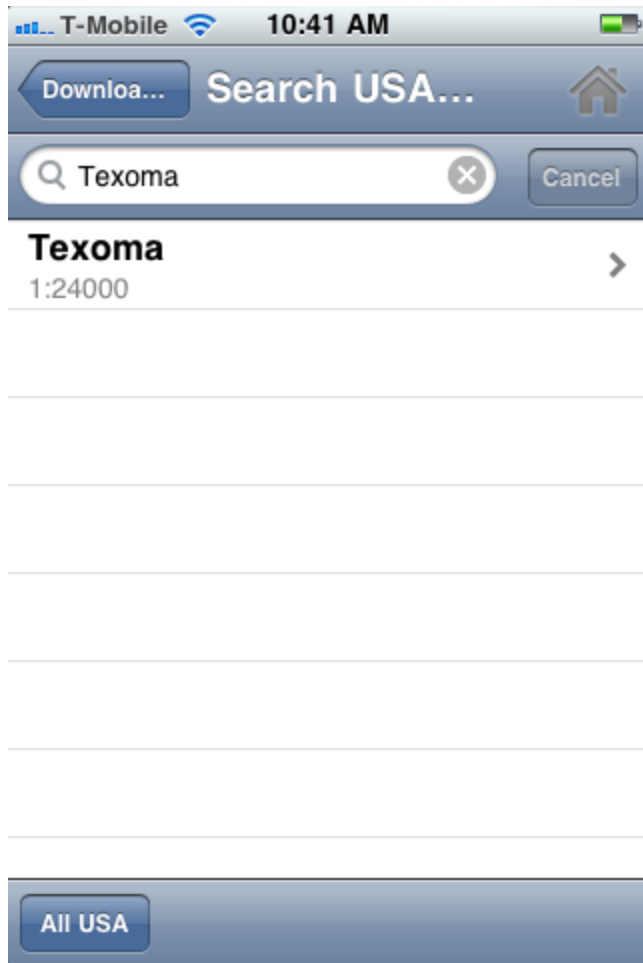 T-Mobile 10:41 AM
Downloa... Search USA...
Texoma Cancel
Texoma
1:24000
All USA